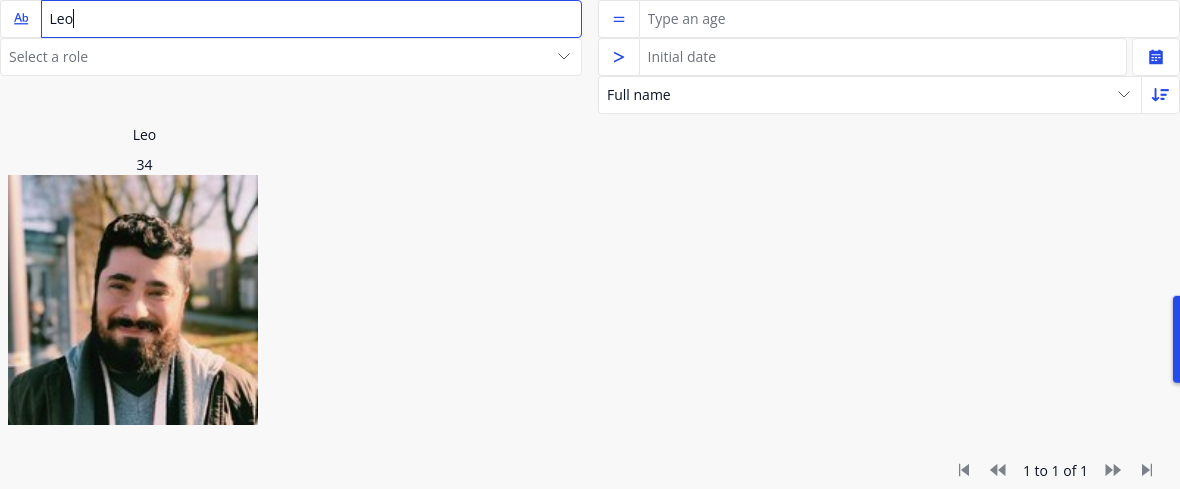 Ab Leo
= Type an age
Select a role
> Initial date
Full name
Leo
34
1 to 1 of 1